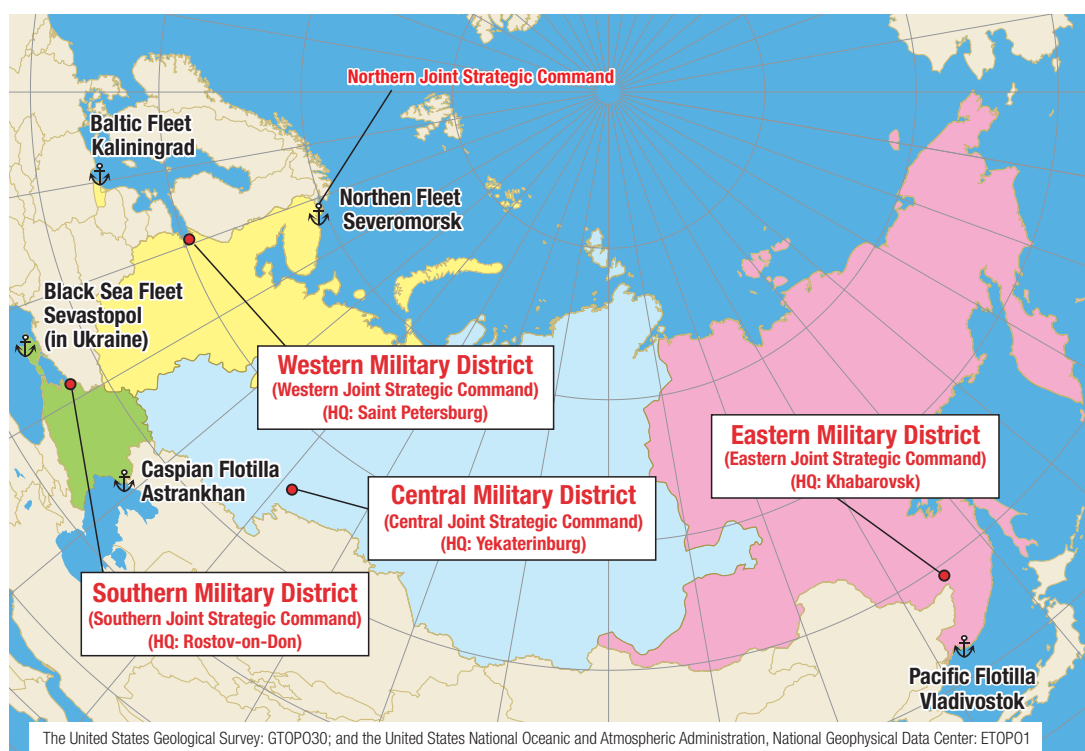 Northern Joint Strategic Command
Baltic Fleet
Kaliningrad
Northen Fleet
Severomorsk
Black Sea Fleet
Sevastopol
(in Ukraine)
Western Military District
(Western Joint Strategic Command)
(HQ: Saint Petersburg)
Eastern Military District
(Eastern Joint Strategic Command)
(HQ: Khabarovsk)
Caspian Flotilla
Astrankhan
Central Military District
(Central Joint Strategic Command)
(HQ: Yekaterinburg)
Southern Military District
(Southern Joint Strategic Command)
(HQ: Rostov-on-Don)
Pacific Flotilla
Vladivostok
The United States Geological Survey: GTOPO30; and the United States National Oceanic and Atmospheric Administration, National Geophysical Data Center: ETOPO1